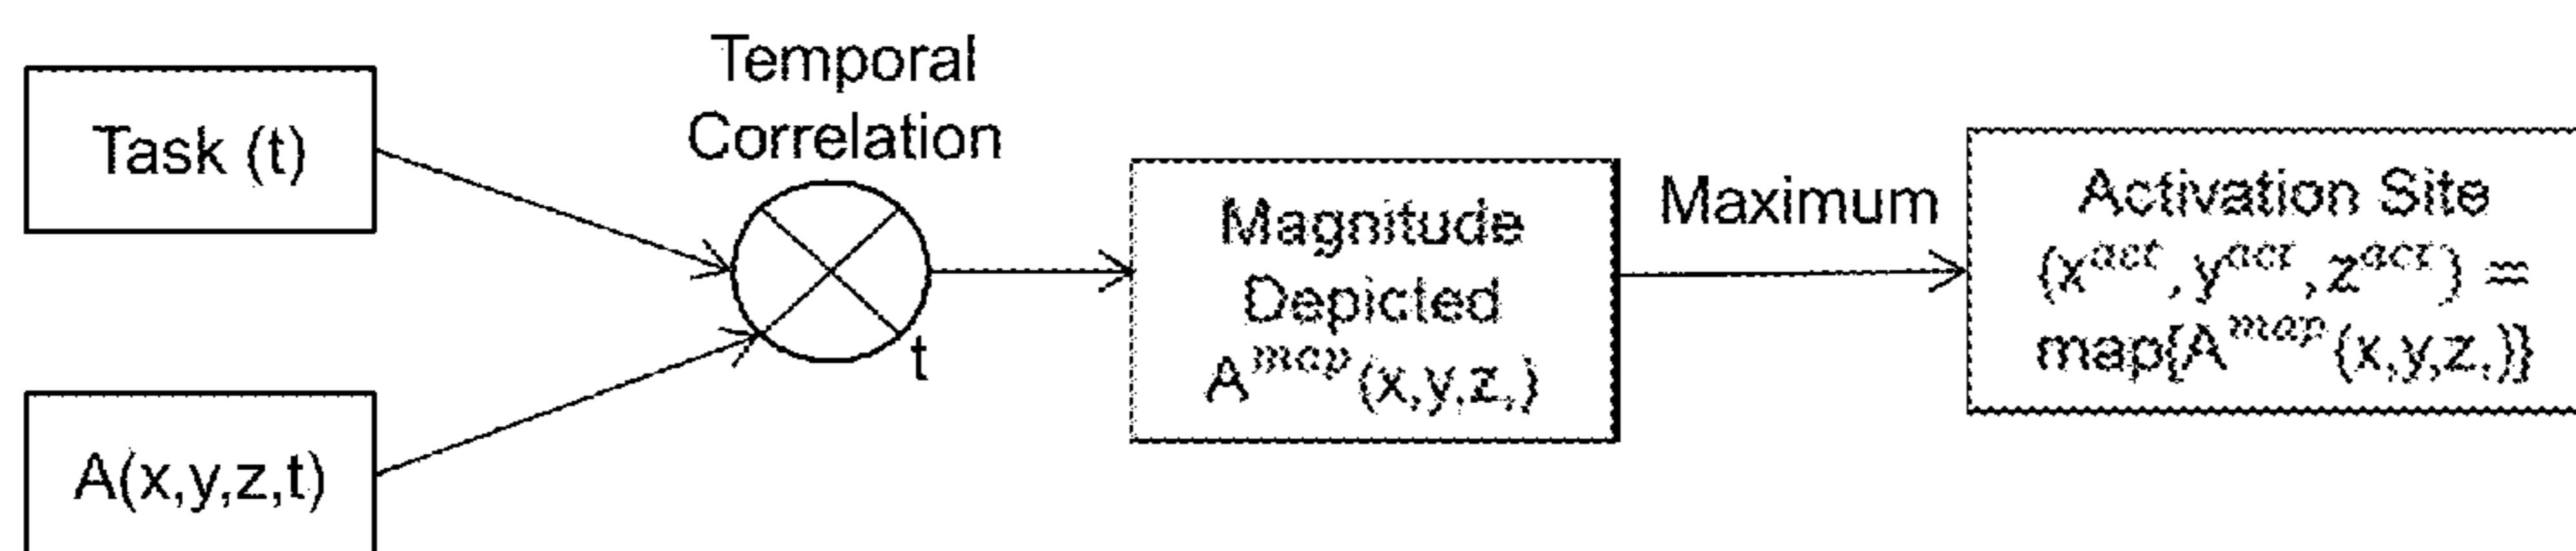 Task (t)
A(x,y,z,t)
Temporal
Correlation
t
Magnitude
Depicted
A^map(x,y,z,)
Maximum
Activation Site
(x^act,y^act,z^act) =
map{A^map(x,y,z,)}